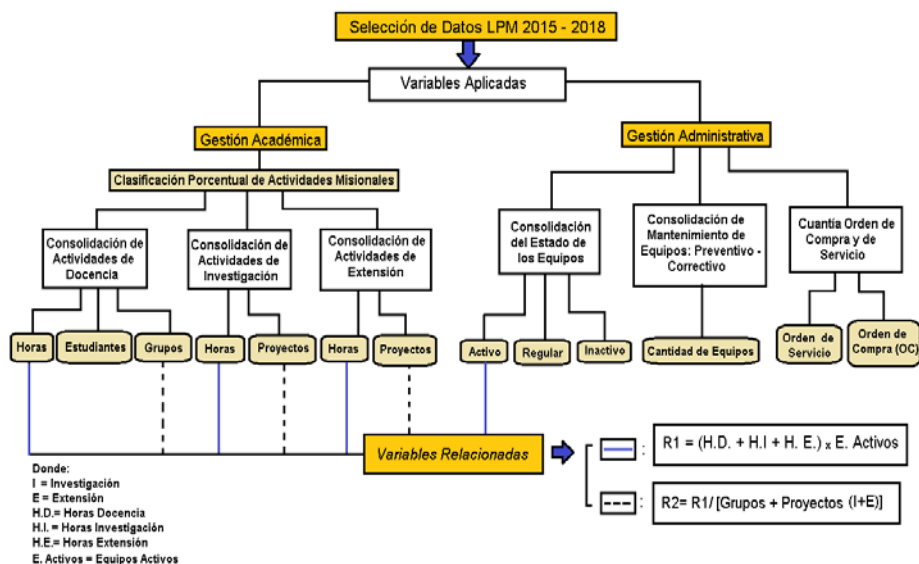 Selección de Datos LPM 2015 - 2018
Variables Aplicadas
Gestión Académica
Gestión Administrativa
Clasificación Porcentual de Actividades Misionales
Consolidación de
Actividades de
Docencia
Consolidación de
Actividades
de Investigación
Consolidación de
Actividades de
Extensión
Consolidación
del Estado de
los Equipos
Consolidación de
Mantenimiento de
Equipos: Preventivo -
Correctivo
Cuantía Orden de
Compra y de
Servicio
Horas
Estudiantes
Grupos
Horas
Proyectos
Horas
Proyectos
Activo
Regular
Inactivo
Cantidad de Equipos
Orden de
Servicio
Orden de
Compra (OC)
Variables Relacionadas
: R1 = (H.D. + H.I + H. E.) x E. Activos
: R2= R1/ [Grupos + Proyectos (I+E)]
Donde:
I = Investigación
E = Extensión
H.D.= Horas Docencia
H.I. = Horas Investigación
H.E.= Horas Extensión
E. Activos = Equipos Activos